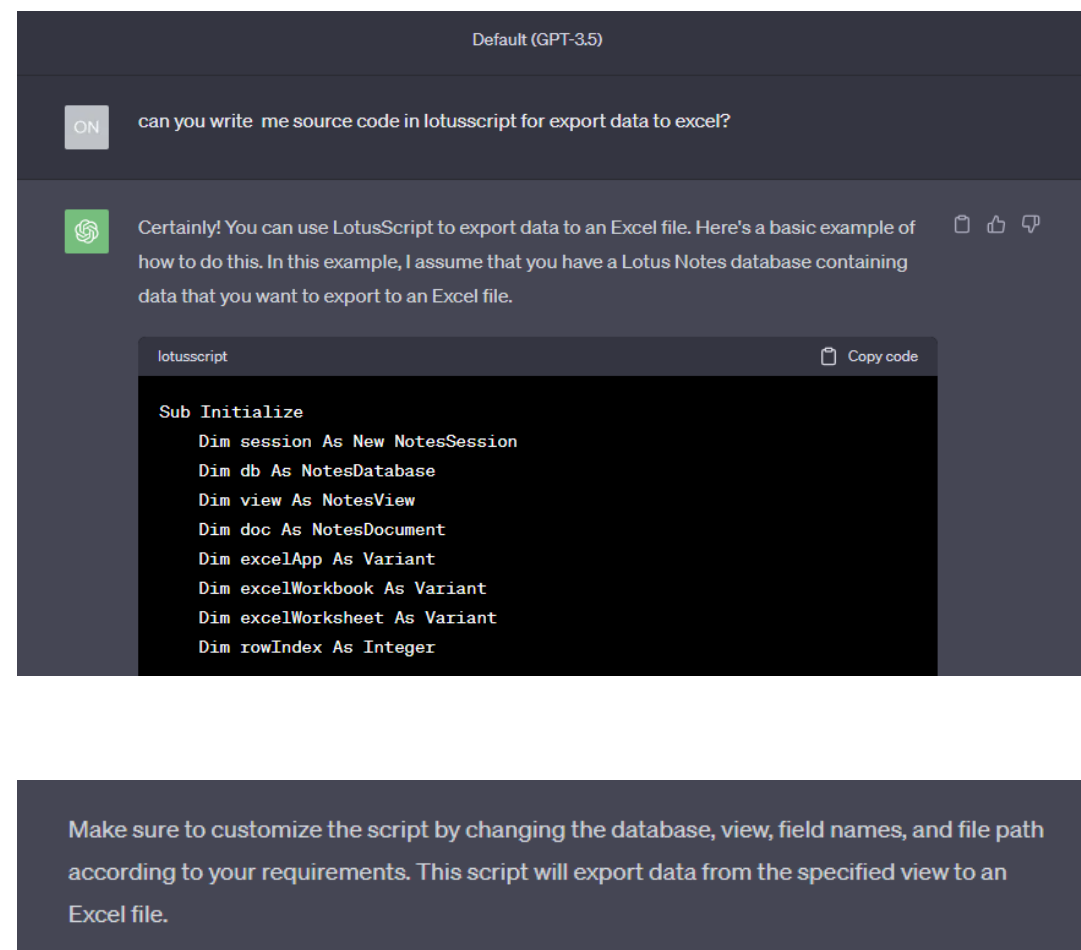 Default (GPT-3.5)
ON
can you write  me source code in lotusscript for export data to excel?
Certainly! You can use LotusScript to export data to an Excel file. Here's a basic example of
how to do this. In this example, I assume that you have a Lotus Notes database containing
data that you want to export to an Excel file.
lotusscript
Copy code
Sub Initialize
    Dim session As New NotesSession
    Dim db As NotesDatabase
    Dim view As NotesView
    Dim doc As NotesDocument
    Dim excelApp As Variant
    Dim excelWorkbook As Variant
    Dim excelWorksheet As Variant
    Dim rowIndex As Integer
Make sure to customize the script by changing the database, view, field names, and file path
according to your requirements. This script will export data from the specified view to an
Excel file.